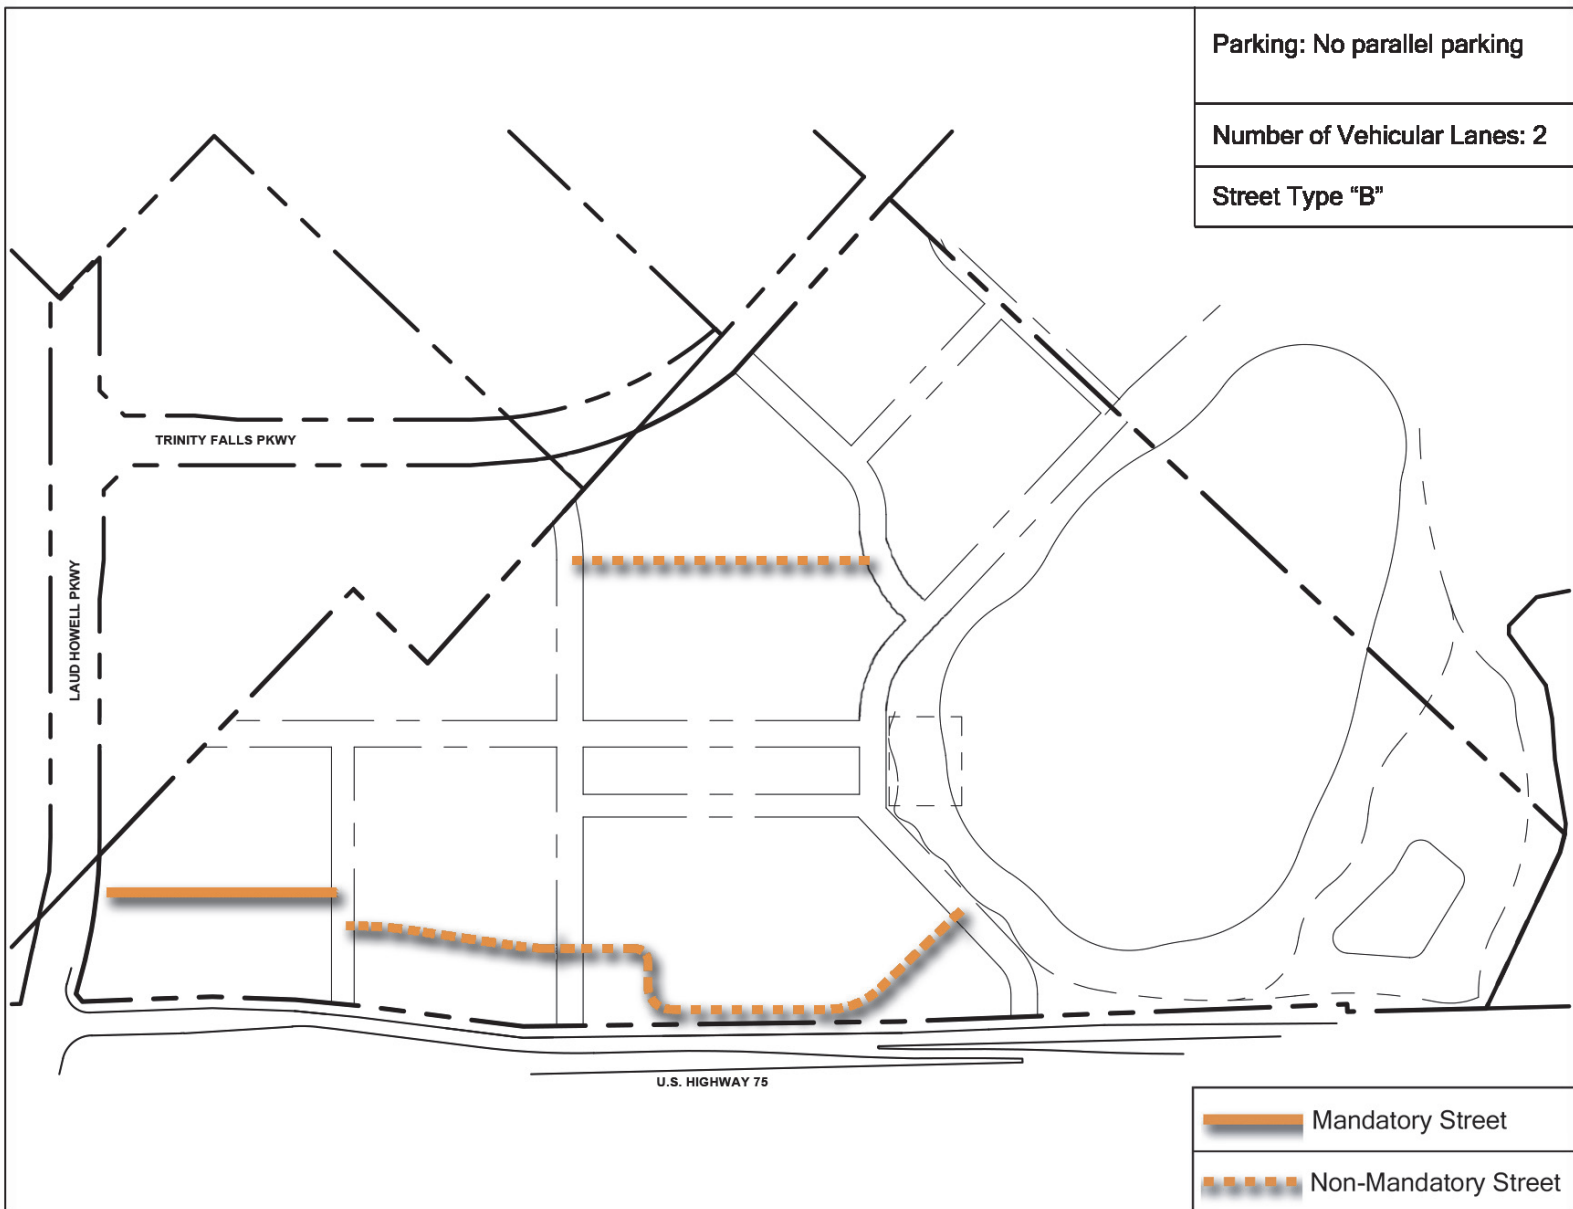 Parking: No parallel parking
Number of Vehicular Lanes: 2
Street Type “B”
TRINITY FALLS PKWY
LAUD HOWELL PKWY
U.S. HIGHWAY 75
Mandatory Street
Non-Mandatory Street